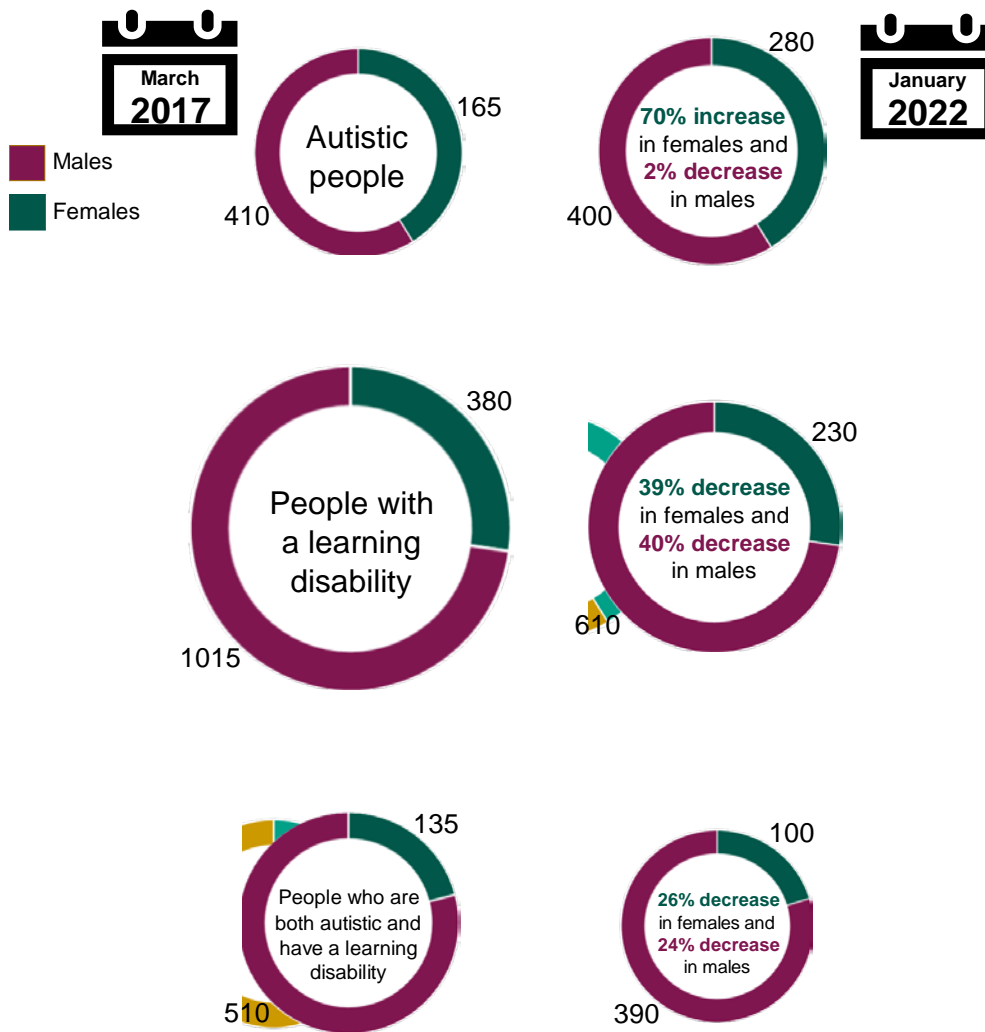 March
2017
January
2022
Males
Females
165
Autistic
people
410
280
70% increase
in females and
2% decrease
in males
400
380
People with
a learning
disability
1015
230
39% decrease
in females and
40% decrease
in males
610
135
People who are
both autistic and
have a learning
disability
510
100
26% decrease
in females and
24% decrease
in males
390